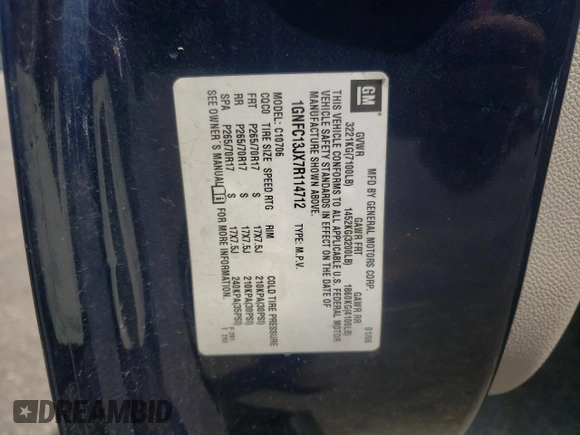 GM
MFD BY GENERAL MOTORS CORP. 01/06
GVWR GAWR FRT GAWR RR
3221KG(7100LB) 1452KG(3200LB) 1860KG(4100LB)
THIS VEHICLE CONFORMS TO ALL APPLICABLE U.S. FEDERAL MOTOR
VEHICLE SAFETY STANDARDS IN EFFECT ON THE DATE OF
MANUFACTURE SHOWN ABOVE.
1GNFC13JX7R114712 TYPE: M.P.V.
MODEL: C10706
CQCO TIRE SIZE SPEED RTG RIM COLD TIRE PRESSURE
FRT P265/70R17 S 17X7.5J 210KPA(30PSI)
RR P265/70R17 S 17X7.5J 210KPA(30PSI)
SPA P265/70R17 S 17X7.5J 240KPA(35PSI)
SEE OWNER'S MANUAL FOR MORE INFORMATION.
DREAMBID